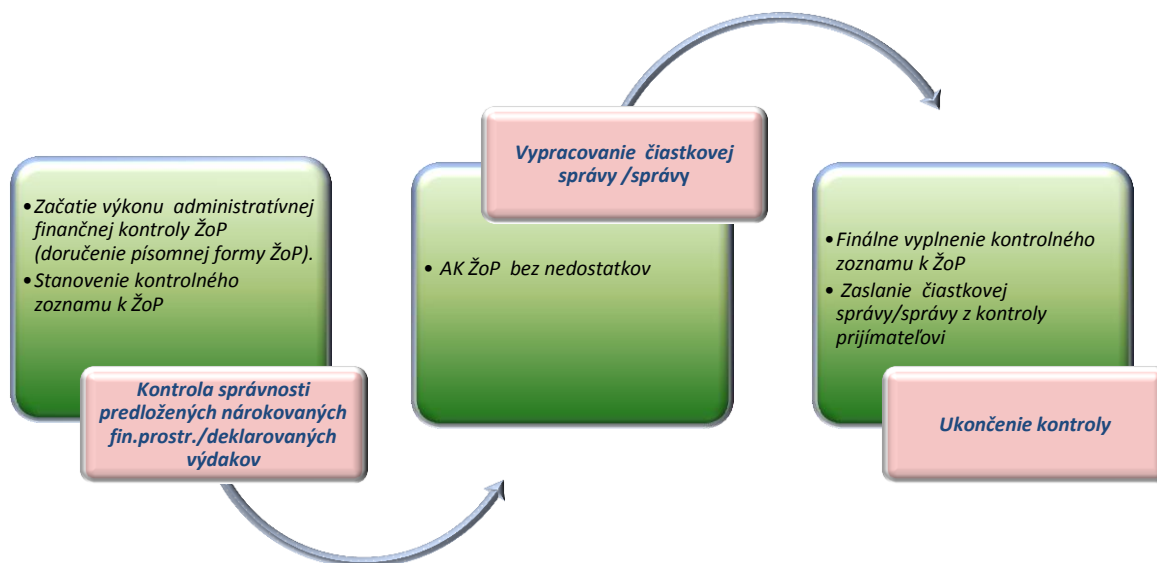 •Začatie výkonu administratívnej
finančnej kontroly ŽoP
(doručenie písomnej formy ŽoP).
•Stanovenie kontrolného
zoznamu k ŽoP
Kontrola správnosti
predložených nárokovaných
fin.prostr./deklarovaných
výdakov
Vypracovanie čiastkovej
správy /správy
• AK ŽoP bez nedostatkov
•Finálne vyplnenie kontrolného
zoznamu k ŽoP
• Zaslanie čiastkovej
správy/správy z kontroly
prijímateľovi
Ukončenie kontroly